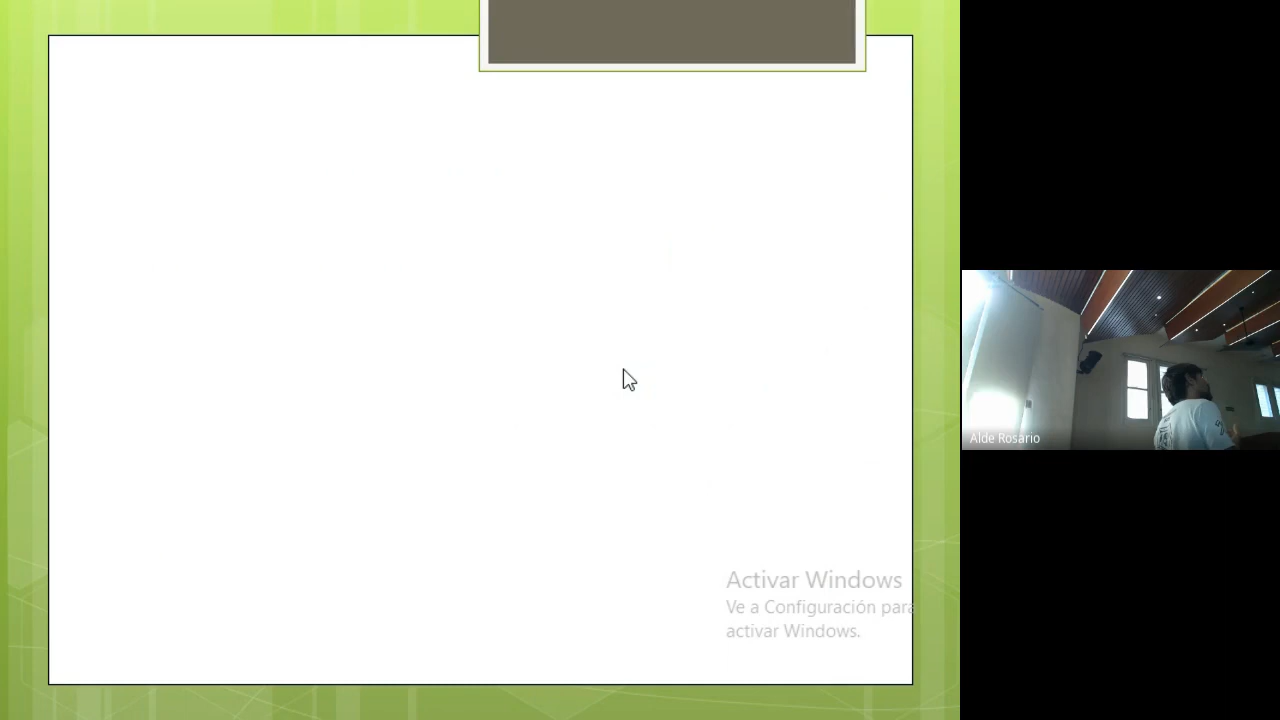 Activar Windows
Ve a Configuración para
activar Windows.
Alde Rosario